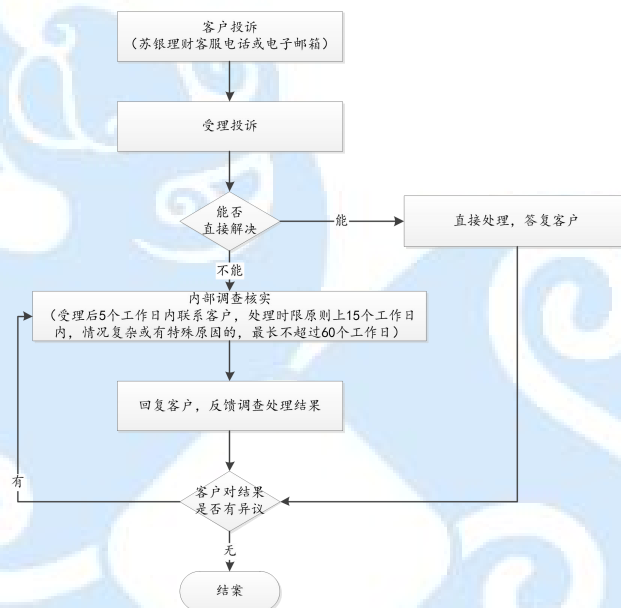 客户投诉
（苏银理财客服电话或电子邮箱）
受理投诉
能否
直接解决
能
直接处理，答复客户
不能
内部调查核实
（受理后5个工作日内联系客户，处理时限原则上15个工作日
内，情况复杂或有特殊原因的，最长不超过60个工作日）
回复客户，反馈调查处理结果
有
客户对结果
是否有异议
无
结案